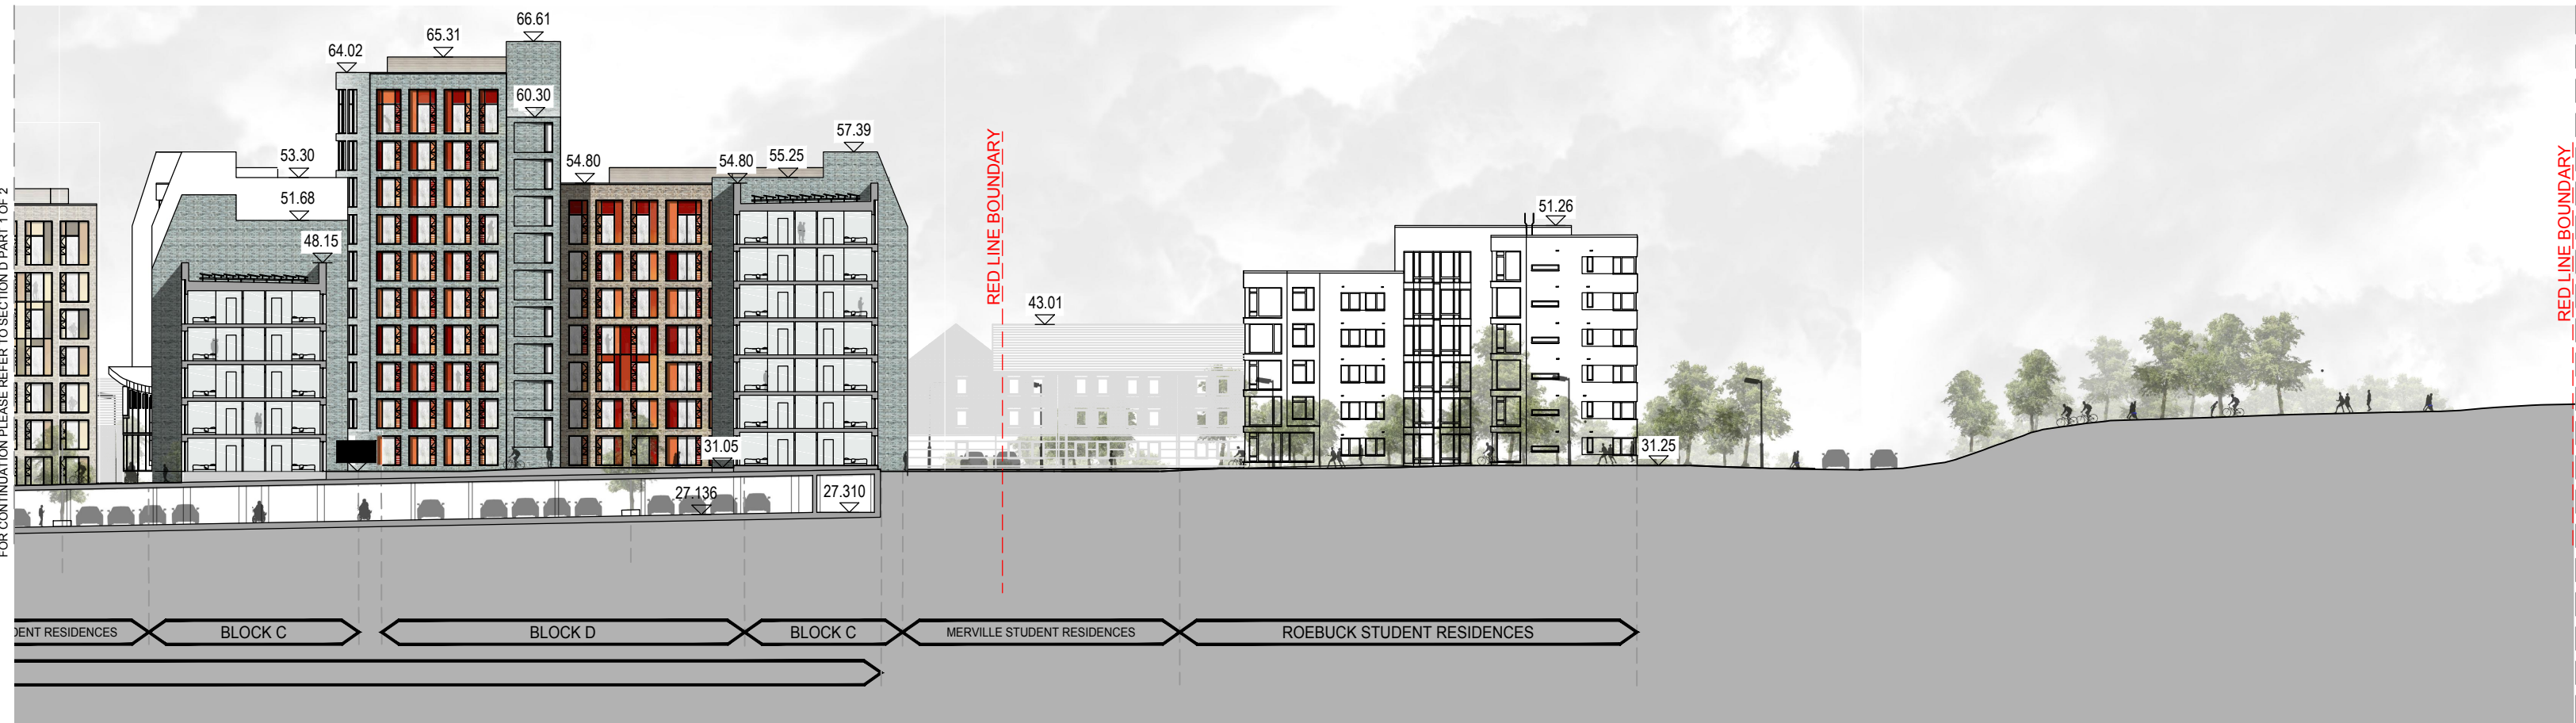 FOR CONTINUATION PLEASE REFER TO SECTION D PART 1 OF 2
66.61
65.31
64.02
60.30
57.39
53.30
54.80
54.80
55.25
51.68
48.15
RED LINE BOUNDARY
43.01
51.26
RED LINE BOUNDARY
31.05
31.25
27.136
27.310
DENT RESIDENCES
BLOCK C
BLOCK D
BLOCK C
MERVILLE STUDENT RESIDENCES
ROEBUCK STUDENT RESIDENCES